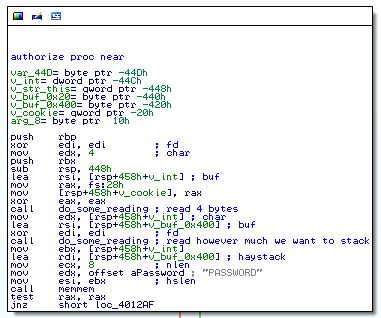 authorize proc near
var_44D= byte ptr -44Dh
v_int= dword ptr -44Ch
v_str_this= qword ptr -448h
v_buf_0x20= byte ptr -440h
v_buf_0x400= byte ptr -420h
v_cookie= qword ptr -20h
arg_8= byte ptr  10h
push    rbp
xor     edi, edi        ; fd
mov     edx, 4          ; char
push    rbx
sub     rsp, 448h
lea     rsi, [rsp+458h+v_int] ; buf
mov     rax, fs:28h
mov     [rsp+458h+v_cookie], rax
xor     eax, eax
call    do_some_reading ; read 4 bytes
mov     edx, [rsp+458h+v_int] ; char
lea     rsi, [rsp+458h+v_buf_0x400] ; buf
xor     edi, edi        ; fd
call    do_some_reading ; read however much we want to stack
mov     ebx, [rsp+458h+v_int]
lea     rdi, [rsp+458h+v_buf_0x400] ; haystack
mov     ecx, 8          ; nlen
mov     edx, offset aPassword ; "PASSWORD"
mov     esi, ebx        ; hslen
call    memmem
test    rax, rax
jnz     short loc_4012AF